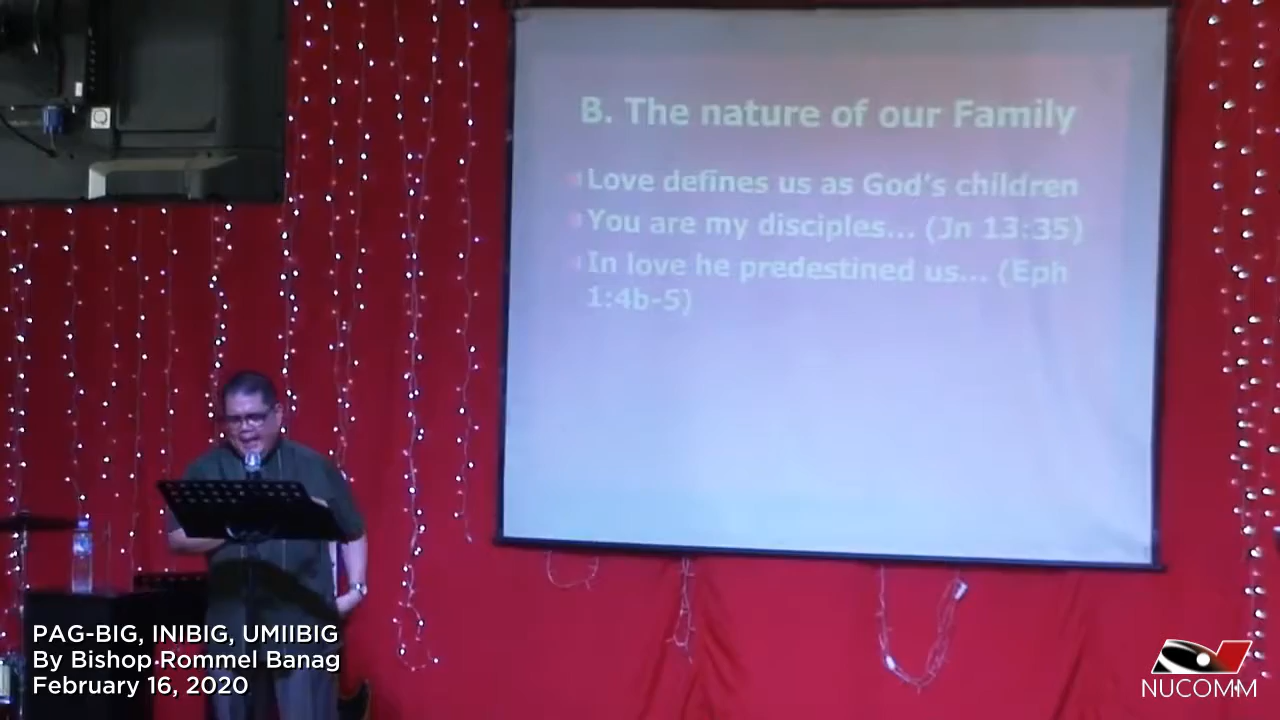 B. The nature of our Family
Love defines us as God's children
You are my disciples... (Jn 13:35)
In love he predestined us... (Eph
1:4b-5)
PAG-BIG, INIBIG, UMIIBIG
By Bishop Rommel Banag
February 16, 2020
NUCOMM